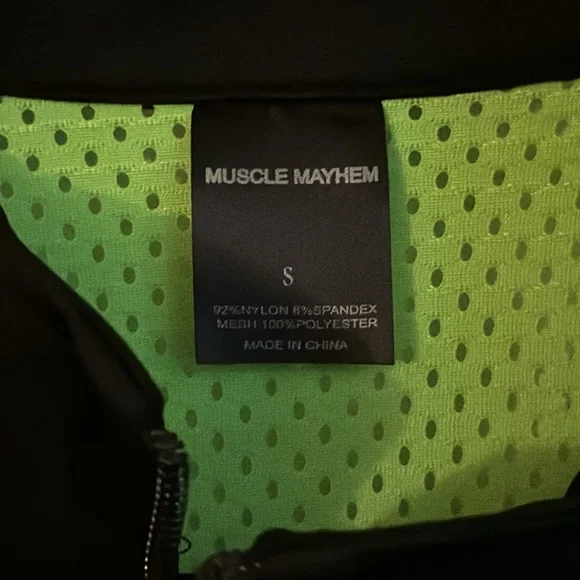 MUSCLE MAYHEM
S
92%NYLON 8%SPANDEX
MESH 100%POLYESTER
MADE IN CHINA